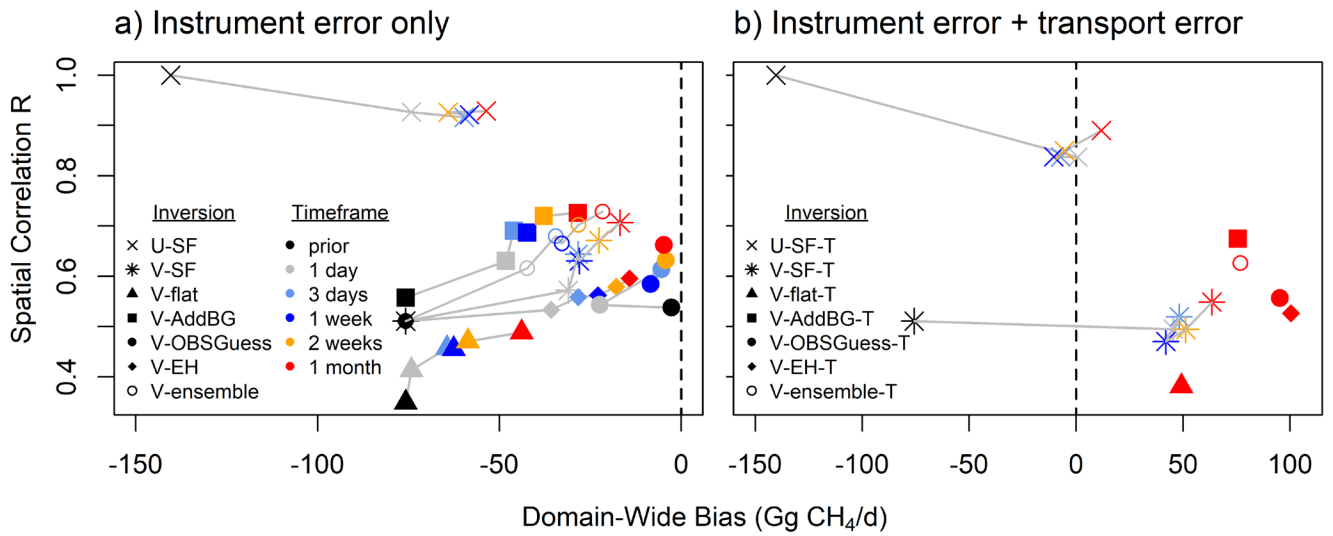 a) Instrument error only
b) Instrument error + transport error
Spatial Correlation R
1.0
0.8
0.6
0.4
Inversion
U-SF
V-SF
V-flat
V-AddBG
V-OBSGuess
V-EH
V-ensemble
Timeframe
prior
1 day
3 days
1 week
2 weeks
1 month
Inversion
U-SF-T
V-SF-T
V-flat-T
V-AddBG-T
V-OBSGuess-T
V-EH-T
V-ensemble-T
-150 -100 -50 0
-150 -100 -50 0 50 100
Domain-Wide Bias (Gg CH₄/d)